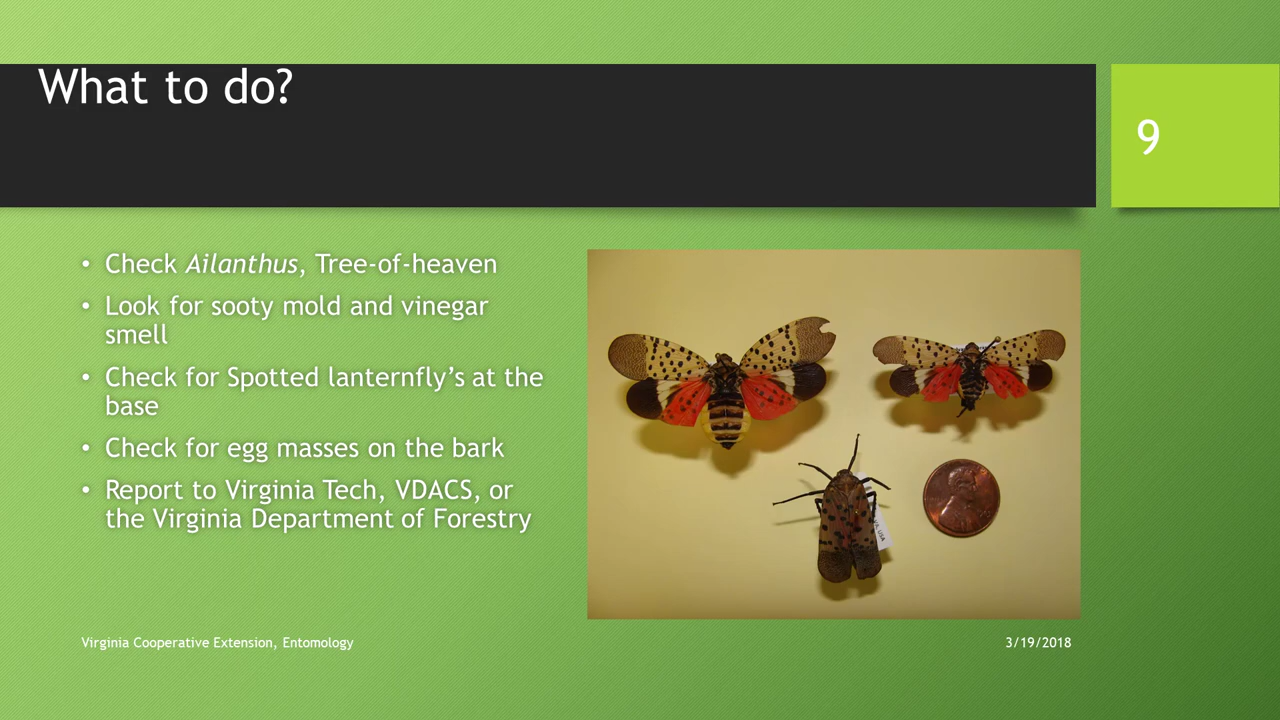 What to do?
9
• Check Ailanthus, Tree-of-heaven
• Look for sooty mold and vinegar
smell
• Check for Spotted lanternfly’s at the
base
• Check for egg masses on the bark
• Report to Virginia Tech, VDACS, or
the Virginia Department of Forestry
Virginia Cooperative Extension, Entomology
3/19/2018